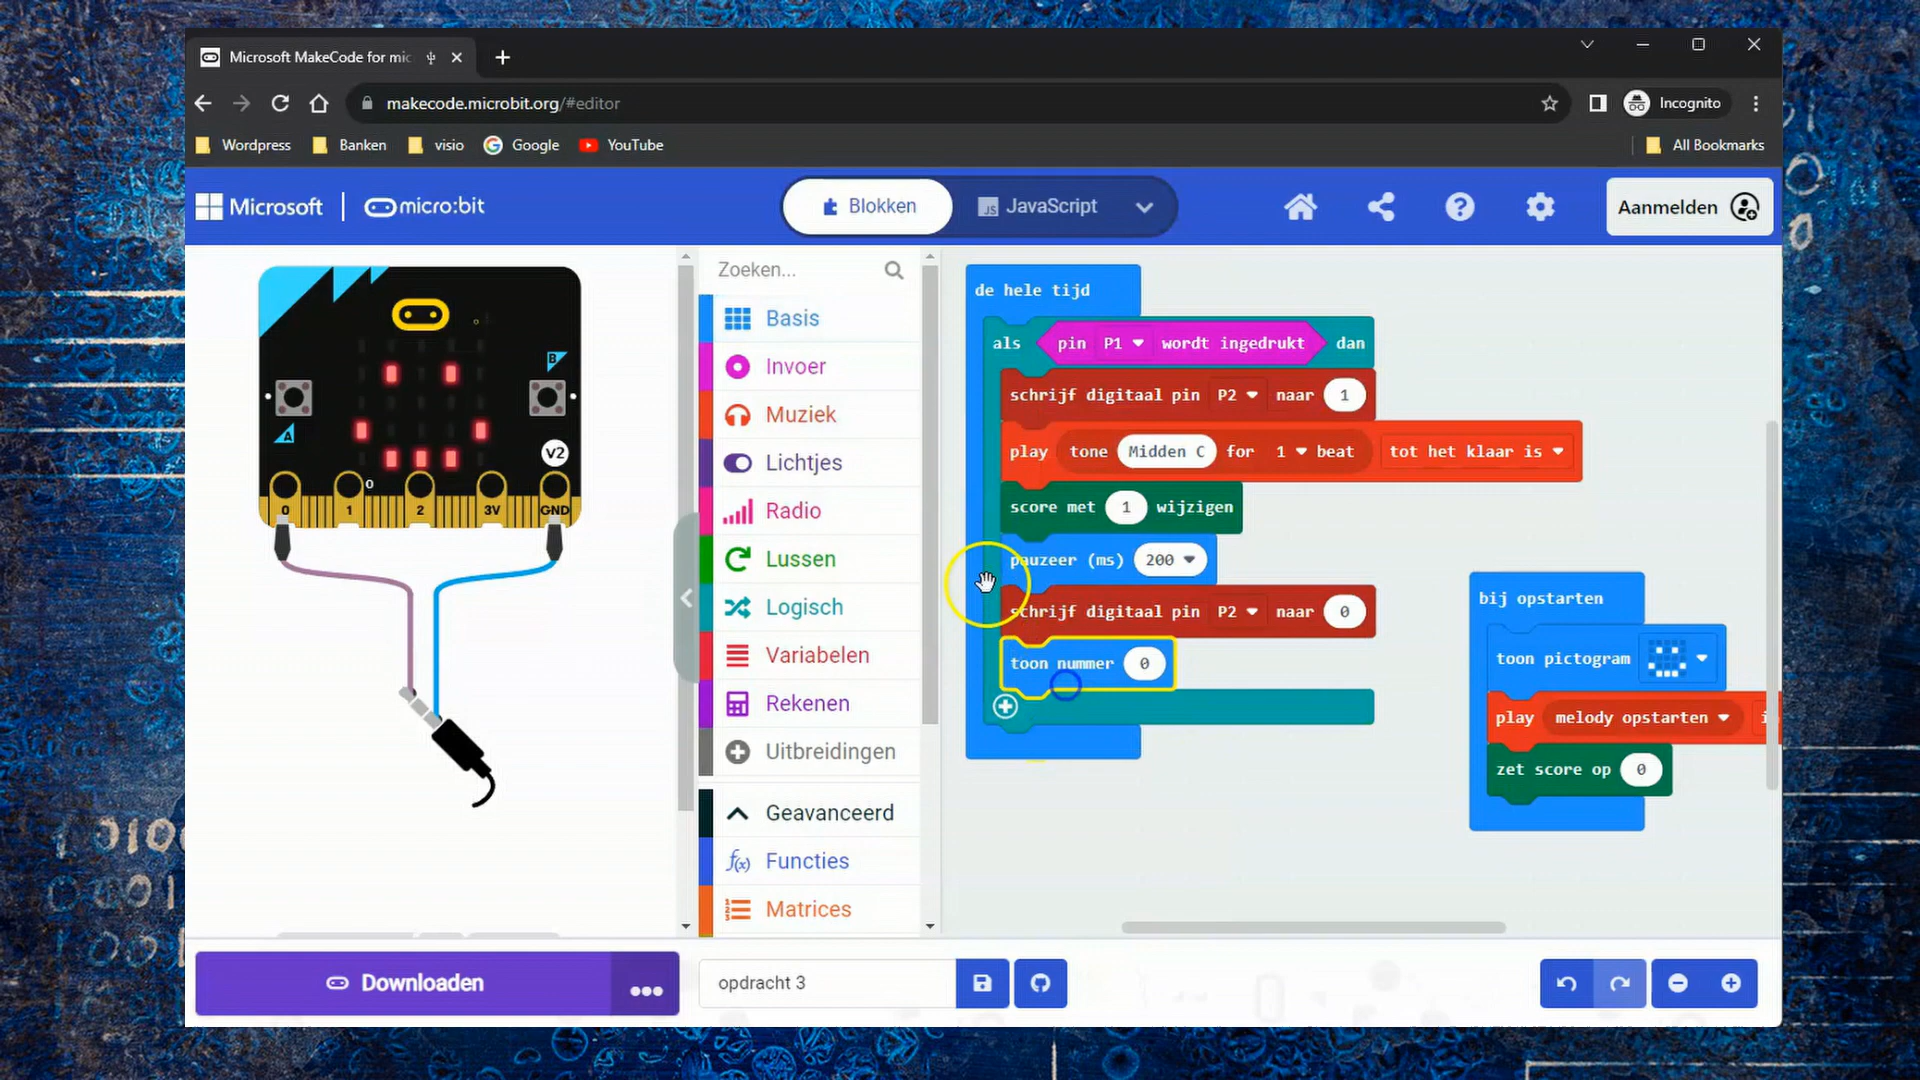 Microsoft MakeCode for mic
makecode.microbit.org/#editor
Incognito
Wordpress
Banken
visio
Google
YouTube
All Bookmarks
Microsoft
micro:bit
Blokken
JS JavaScript
Aanmelden
B
A
V2
0
0 1 2 3V GND
Zoeken...
Basis
Invoer
Muziek
Lichtjes
Radio
Lussen
Logisch
Variabelen
Rekenen
Uitbreidingen
Geavanceerd
f(x) Functies
Matrices
de hele tijd
als pin P1 wordt ingedrukt dan
schrijf digitaal pin P2 naar 1
play tone Midden C for 1 beat tot het klaar is
score met 1 wijzigen
pauzeer (ms) 200
schrijf digitaal pin P2 naar 0
toon nummer 0
bij opstarten
toon pictogram
play melody opstarten
zet score op 0
Downloaden
opdracht 3